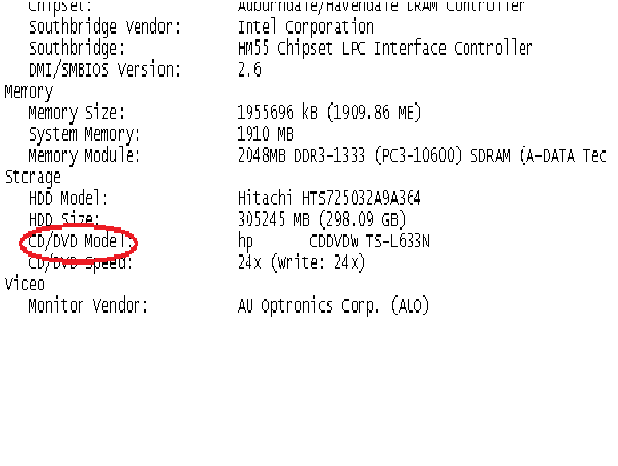 Chipset: Auburndale/Havendale DRAM Controller
Southbridge Vendor: Intel Corporation
Southbridge: HM55 Chipset LPC Interface Controller
DMI/SMBIOS Version: 2.6
Memory
Memory Size: 1955696 kB (1909.86 ME)
System Memory: 1910 MB
Memory Module: 2048MB DDR3-1333 (PC3-10600) SDRAM (A-DATA Tec
Storage
HDD Model: Hitachi HTS725032A9A364
HDD Size: 305245 MB (298.09 GB)
CD/DVD Model: hp CDDVDW TS-L633N
CD/DVD Speed: 24x (write: 24x)
Video
Monitor Vendor: AU Optronics Corp. (ALO)